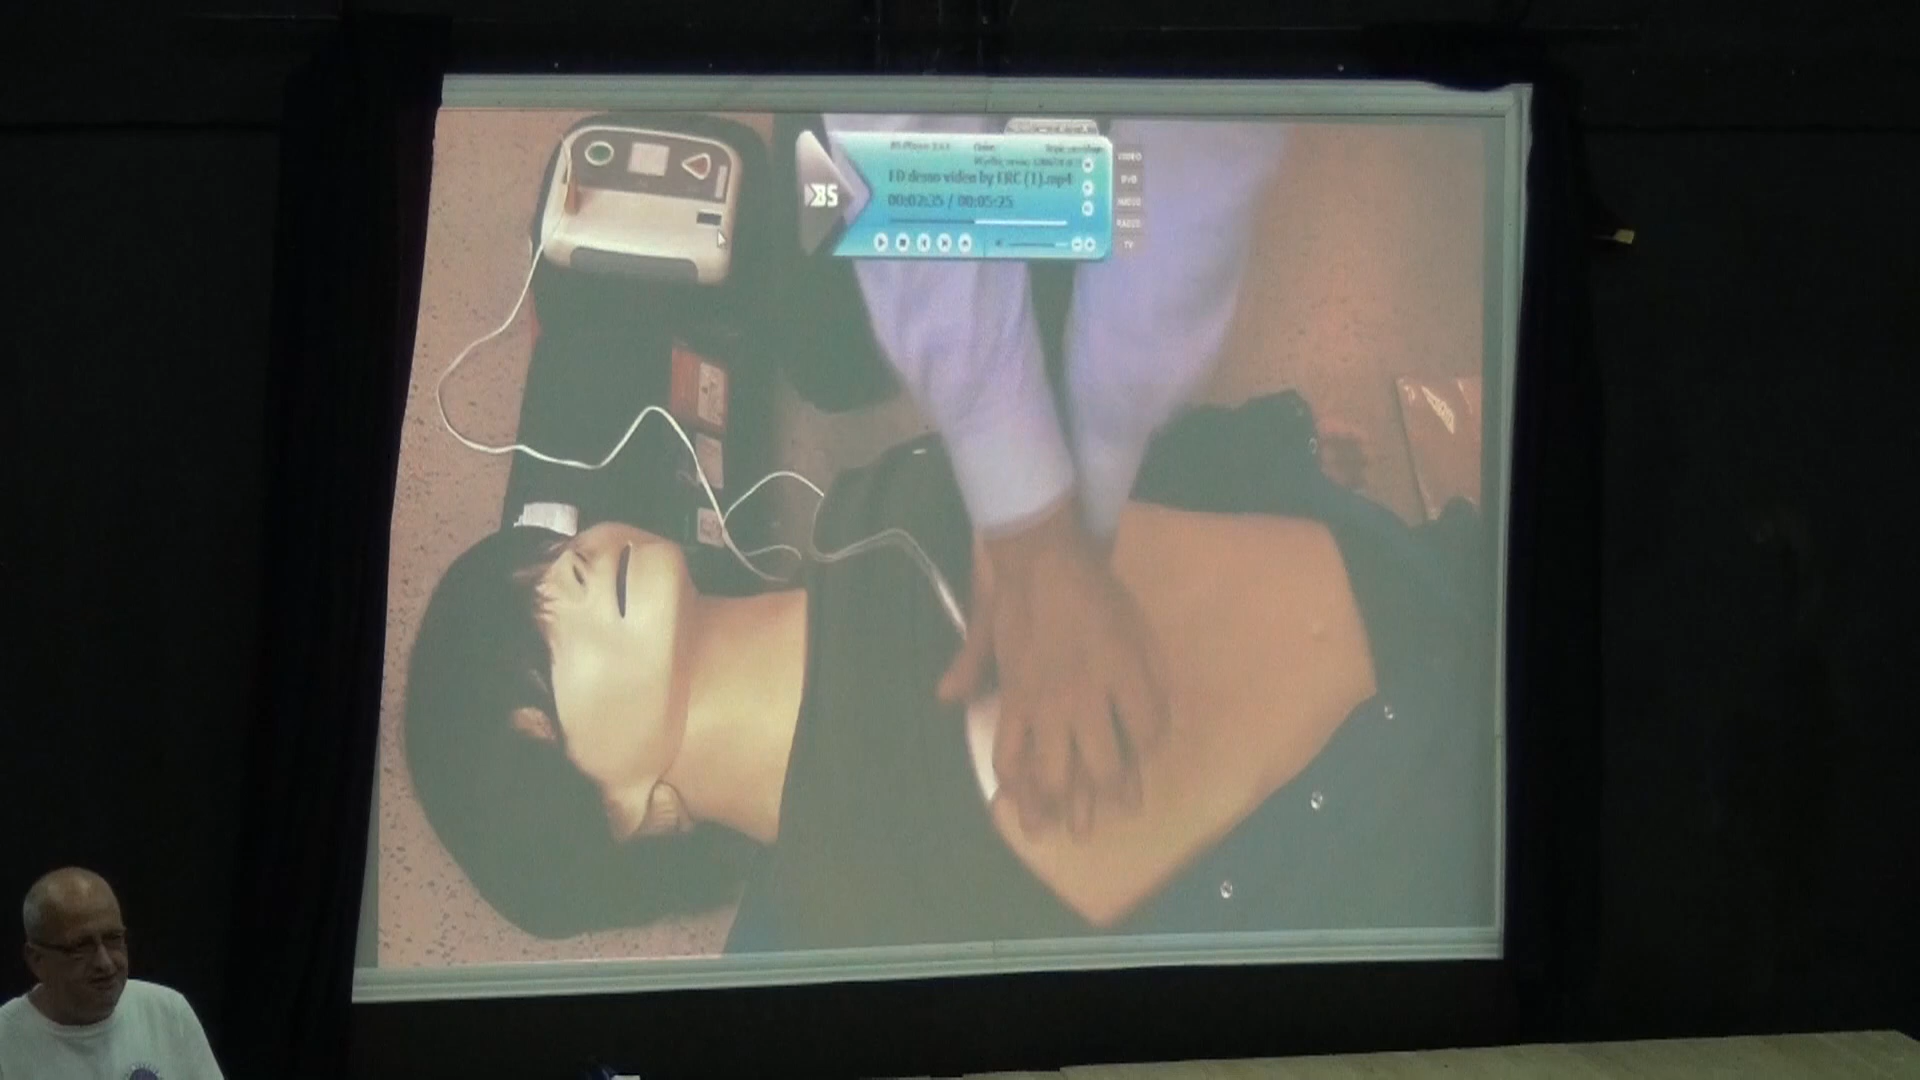 BS
ED demo video by ERC (1).mp4
00:02:35 / 00:05:25
VIDEO
DVD
AUDIO
RADIO
TV